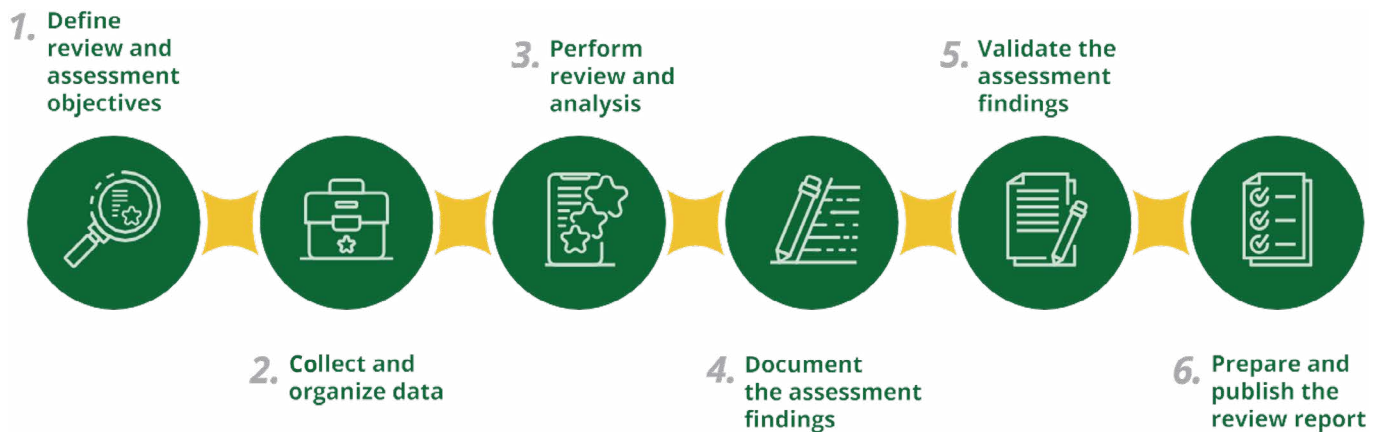 1. Define
review and
assessment
objectives
2. Collect and
organize data
3. Perform
review and
analysis
4. Document
the assessment
findings
5. Validate the
assessment
findings
6. Prepare and
publish the
review report